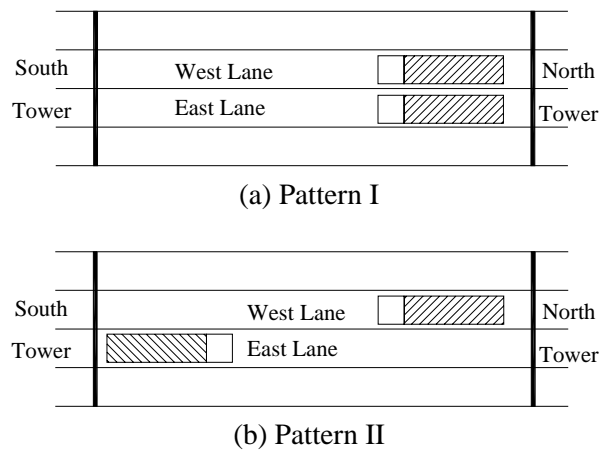 South West Lane North
Tower East Lane Tower
(a) Pattern I
South West Lane North
Tower East Lane Tower
(b) Pattern II